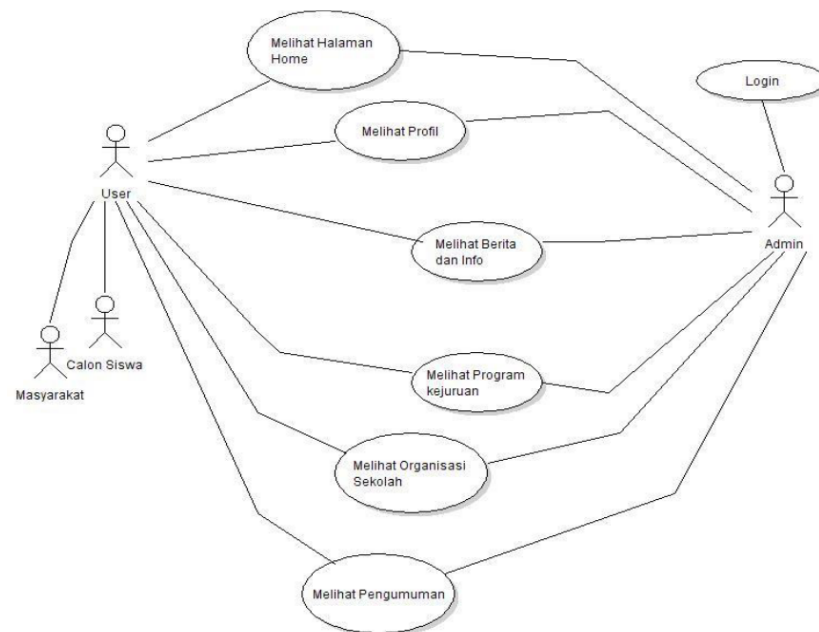 Melihat Halaman
Home
Login
Melihat Profil
User
Melihat Berita
dan Info
Admin
Calon Siswa
Masyarakat
Melihat Program
kejuruan
Melihat Organisasi
Sekolah
Melihat Pengumuman